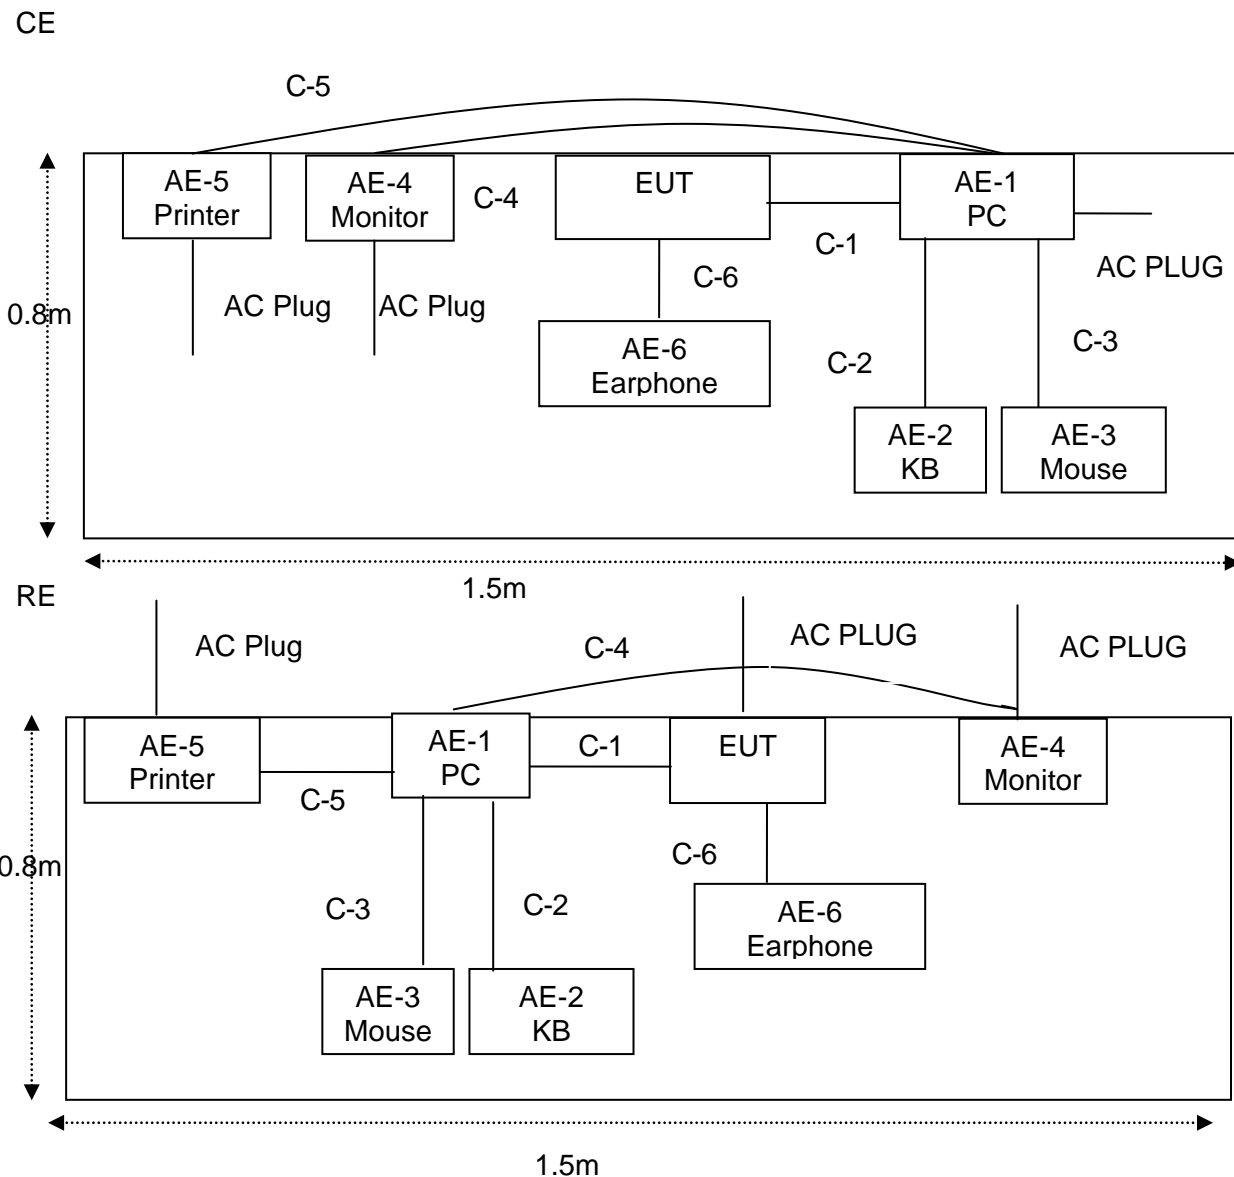 CE
C-5
AE-5
Printer
AE-4
Monitor
C-4
EUT
AE-1
PC
C-1
C-6
AC PLUG
AC Plug
AC Plug
0.8m
AE-6
Earphone
C-2
C-3
AE-2
KB
AE-3
Mouse
1.5m
RE
AC Plug
C-4
AC PLUG
AC PLUG
AE-5
Printer
AE-1
PC
C-1
EUT
AE-4
Monitor
C-5
0.8m
C-6
C-3
C-2
AE-6
Earphone
AE-3
Mouse
AE-2
KB
1.5m